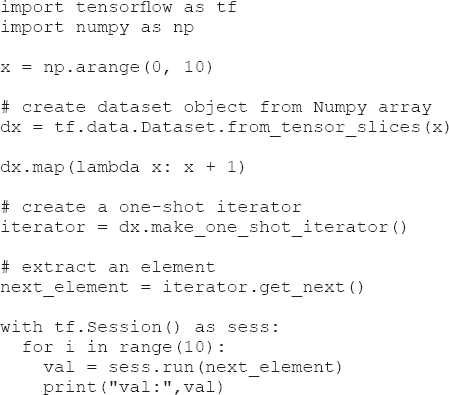 import tensorflow as tf
import numpy as np
x = np.arange(0, 10)
# create dataset object from Numpy array
dx = tf.data.Dataset.from_tensor_slices(x)
dx.map(lambda x: x + 1)
# create a one-shot iterator
iterator = dx.make_one_shot_iterator()
# extract an element
next_element = iterator.get_next()
with tf.Session() as sess:
  for i in range(10):
    val = sess.run(next_element)
    print("val:",val)